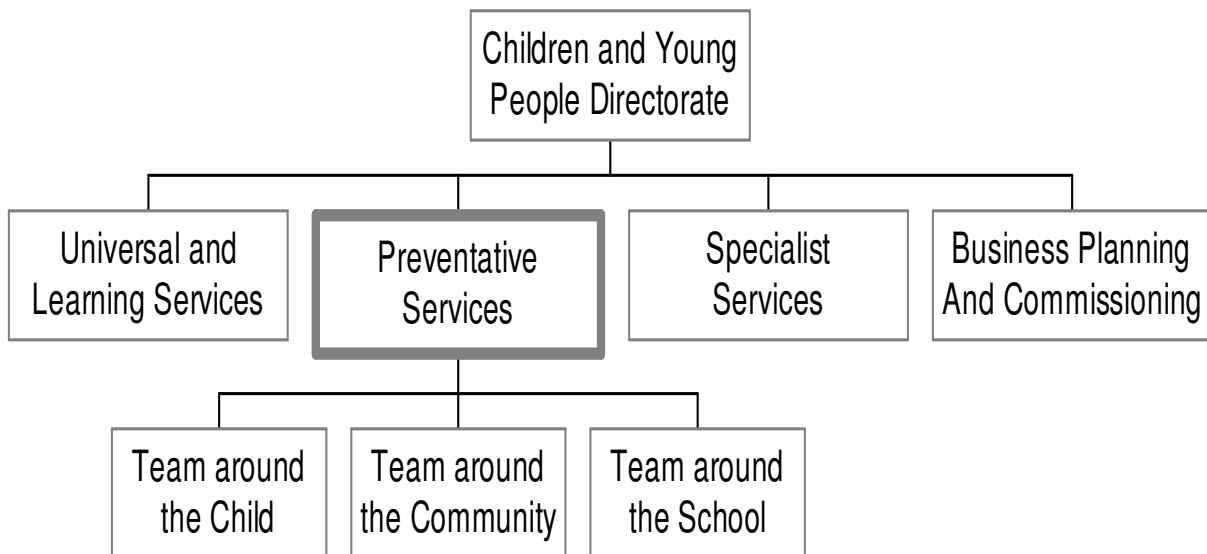 Children and Young
People Directorate
Universal and
Learning Services
Preventative
Services
Specialist
Services
Business Planning
And Commissioning
Team around
the Child
Team around
the Community
Team around
the School